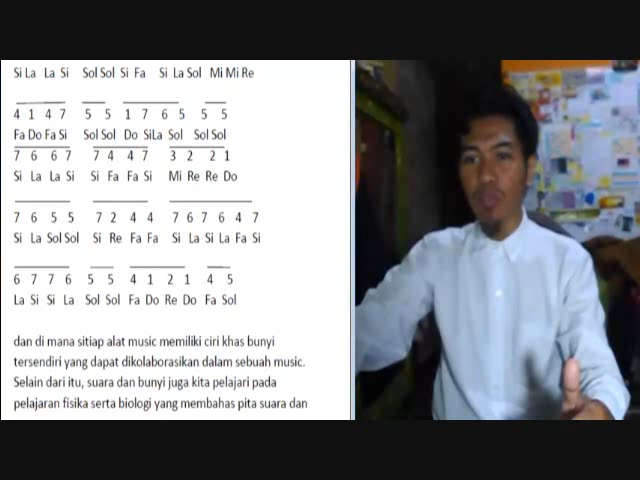 Si La La Si Sol Sol Si Fa Si La Sol Mi Mi Re
4 1 4 7 5 5 1 7 6 5 5 5
Fa Do Fa Si Sol Sol Do SiLa Sol Sol Sol
7 6 6 7 7 4 4 7 3 2 2 1
Si La La Si Si Fa Fa Si Mi Re Re Do
7 6 5 5 7 2 4 4 7 6 7 6 4 7
Si La Sol Sol Si Re Fa Fa Si La Si La Fa Si
6 7 7 6 5 5 4 1 2 1 4 5
La Si Si La Sol Sol Fa Do Re Do Fa Sol
dan di mana sitiap alat music memiliki ciri khas bunyi
tersendiri yang dapat dikolaborasikan dalam sebuah music.
Selain dari itu, suara dan bunyi juga kita pelajari pada
pelajaran fisika serta biologi yang membahas pita suara dan